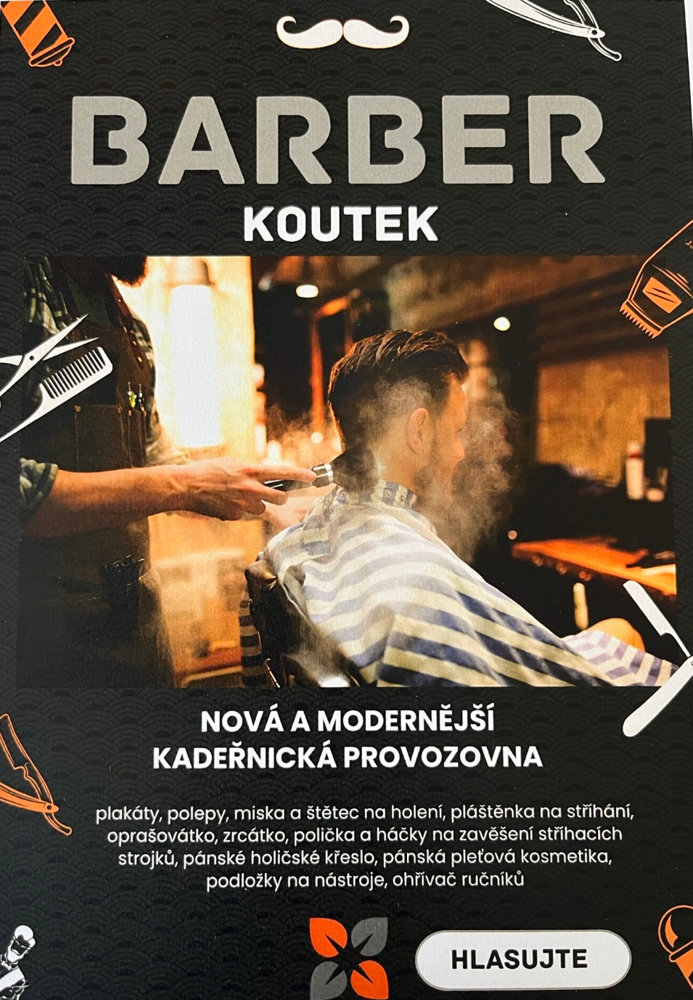 BARBER
KOUTEK
NOVÁ A MODERNĚJŠÍ
KADEŘNICKÁ PROVOZOVNA
plakáty, polepy, miska a štětec na holení, pláštěnka na stříhání,
oprašovátko, zrcátko, polička a háčky na zavěšení stříhacích
strojků, pánské holičské křeslo, pánská pleťová kosmetika,
podložky na nástroje, ohřívač ručníků
HLASUJTE